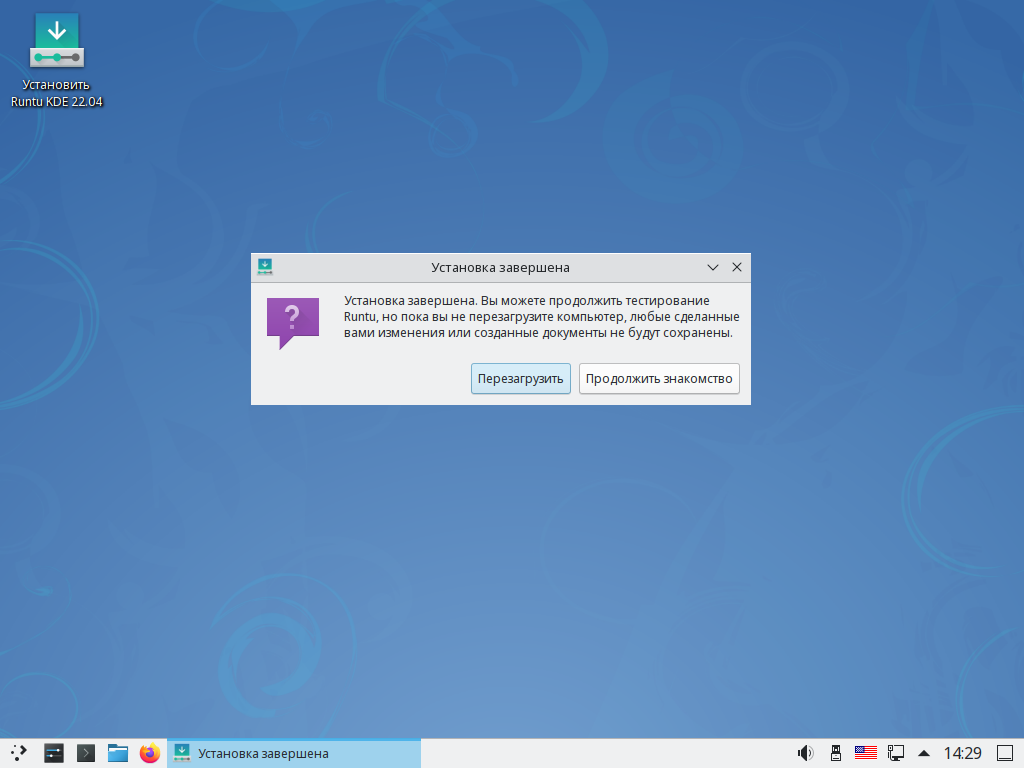 Установить
Runtu KDE 22.04
Установка завершена
Установка завершена. Вы можете продолжить тестирование
Runtu, но пока вы не перезагрузите компьютер, любые сделанные
вами изменения или созданные документы не будут сохранены.
Перезагрузить
Продолжить знакомство
Установка завершена
14:29